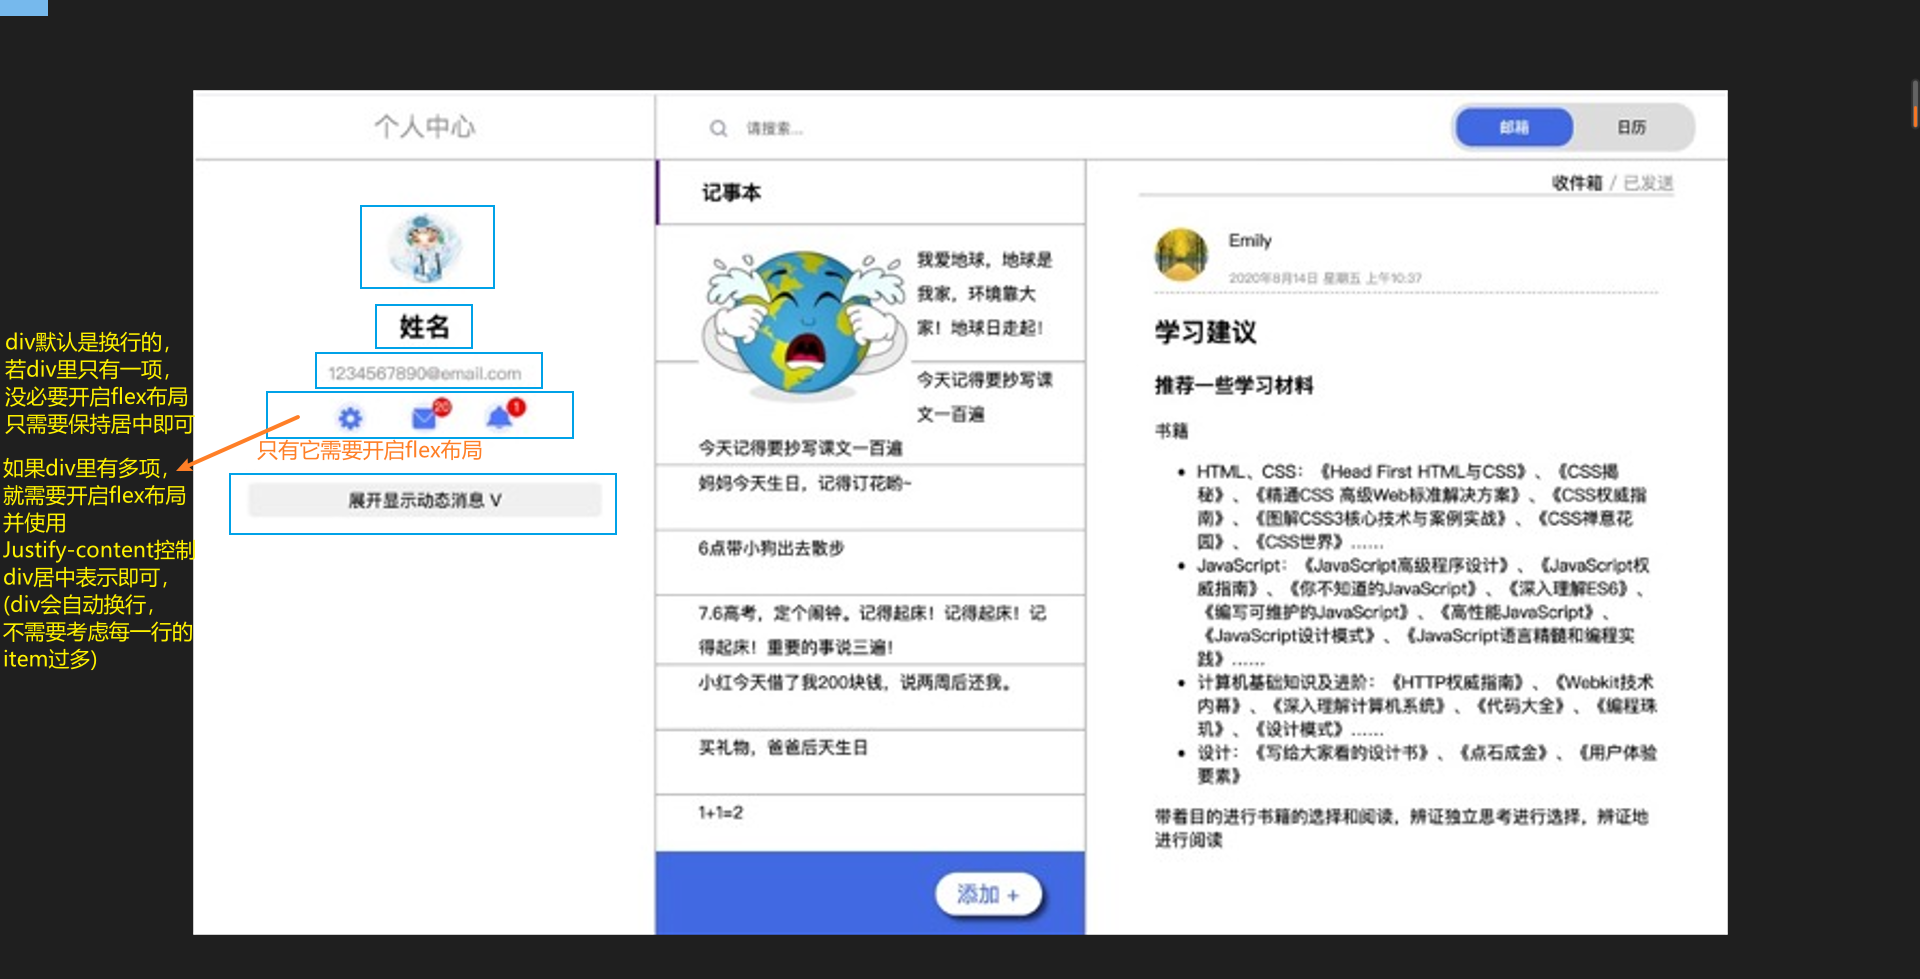 个人中心
请搜索...
邮箱
日历
记事本
收件箱 / 已发送
Emily
2020年8月14日 星期五 上午10:37
我爱地球，地球是
我家，环境靠大
家！地球日走起！
今天记得要抄写课
文一百遍
今天记得要抄写课文一百遍
妈妈今天生日，记得订花哟~
6点带小狗出去散步
7.6高考，定个闹钟。记得起床！记得起床！记
得起床！重要的事说三遍！
小红今天借了我200块钱，说两周后还我。
买礼物，爸爸后天生日
1+1=2
添加 +
姓名
1234567890@email.com
20
1
只有它需要开启flex布局
展开显示动态消息 V
div默认是换行的，
若div里只有一项，
没必要开启flex布局
只需要保持居中即可
如果div里有多项，
就需要开启flex布局
并使用
Justify-content控制
div居中表示即可，
(div会自动换行，
不需要考虑每一行的
item过多)
学习建议
推荐一些学习材料
书籍
• HTML、CSS：《Head First HTML与CSS》、《CSS揭
秘》、《精通CSS 高级Web标准解决方案》、《CSS权威指
南》、《图解CSS3核心技术与案例实战》、《CSS禅意花
园》、《CSS世界》……
• JavaScript：《JavaScript高级程序设计》、《JavaScript权
威指南》、《你不知道的JavaScript》、《深入理解ES6》、
《编写可维护的JavaScript》、《高性能JavaScript》、
《JavaScript设计模式》、《JavaScript语言精髓和编程实
践》……
• 计算机基础知识及进阶：《HTTP权威指南》、《Webkit技术
内幕》、《深入理解计算机系统》、《代码大全》、《编程珠
玑》、《设计模式》……
• 设计：《写给大家看的设计书》、《点石成金》、《用户体验
要素》
带着目的进行书籍的选择和阅读，辨证独立思考进行选择，辨证地
进行阅读